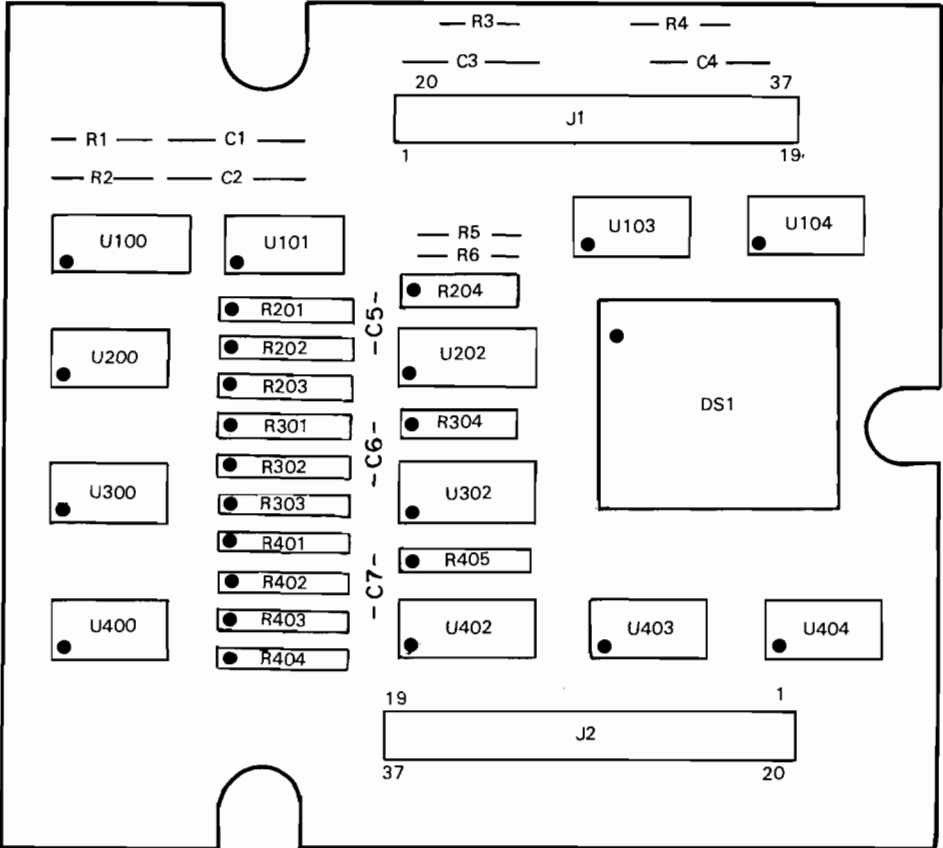 R3 R4
C3 C4
20 37
J1
1 19
R1 C1
R2 C2
U100 U101 R5 U103 U104
R6
R204
R201 C5
R202
U200 U202
R203
DS1
R301 C6 R304
R302
U300 U302
R303
R401
R405
R402 C7
R403
U400 U402 U403 U404
R404
19 1
J2
37 20